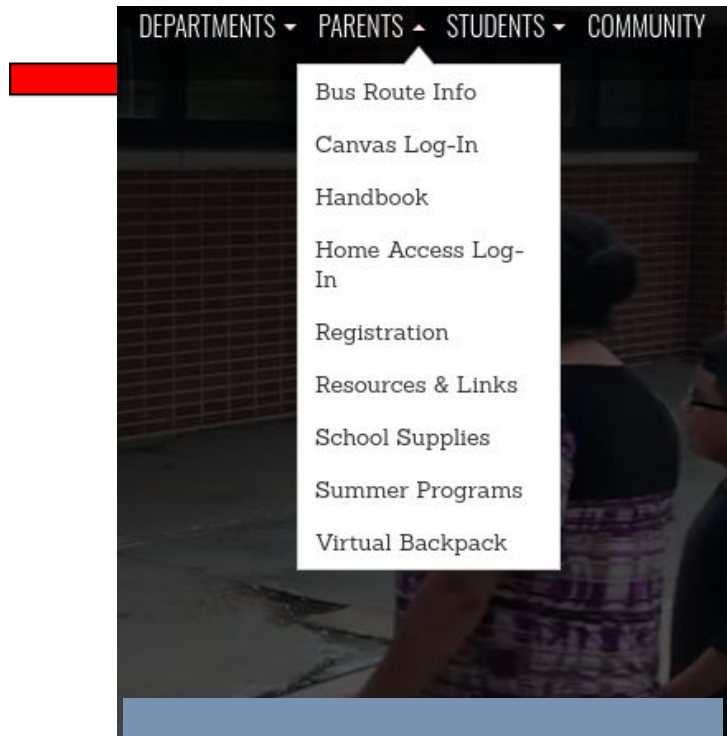 DEPARTMENTS PARENTS STUDENTS COMMUNITY
Bus Route Info
Canvas Log-In
Handbook
Home Access Log-
In
Registration
Resources & Links
School Supplies
Summer Programs
Virtual Backpack